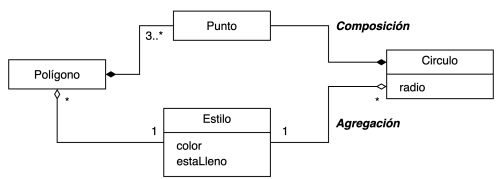 Punto
Composición
3..*
Polígono
Circulo
radio
*
*
Estilo
Agregación
1
1
color
estaLleno